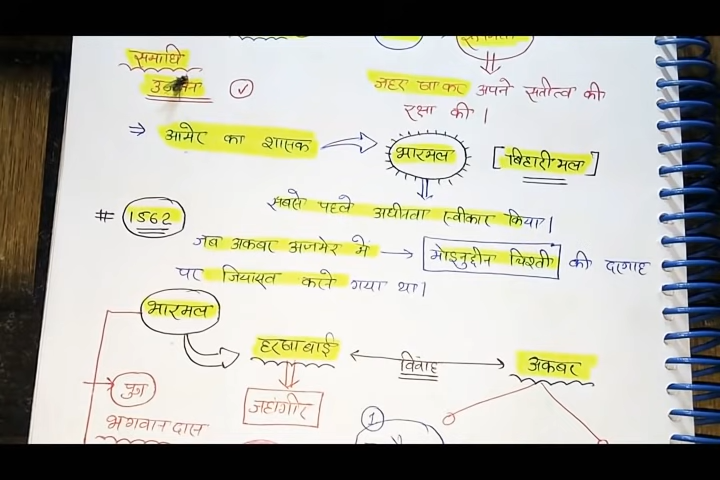 समाधि
उज्जैन
जहर खाकर अपने सतीत्व की
रक्षा की।
⇒ आमेर का शासक → भारमल [बिहारीमल]
सबसे पहले अधीनता स्वीकार किया।
# 1562
जब अकबर अजमेर में → मोइनुद्दीन चिश्ती की दरगाह
पर जियारत करने गया था।
भारमल
हरखाबाई विवाह अकबर
पुत्र जहांगीर
भगवानदास
1